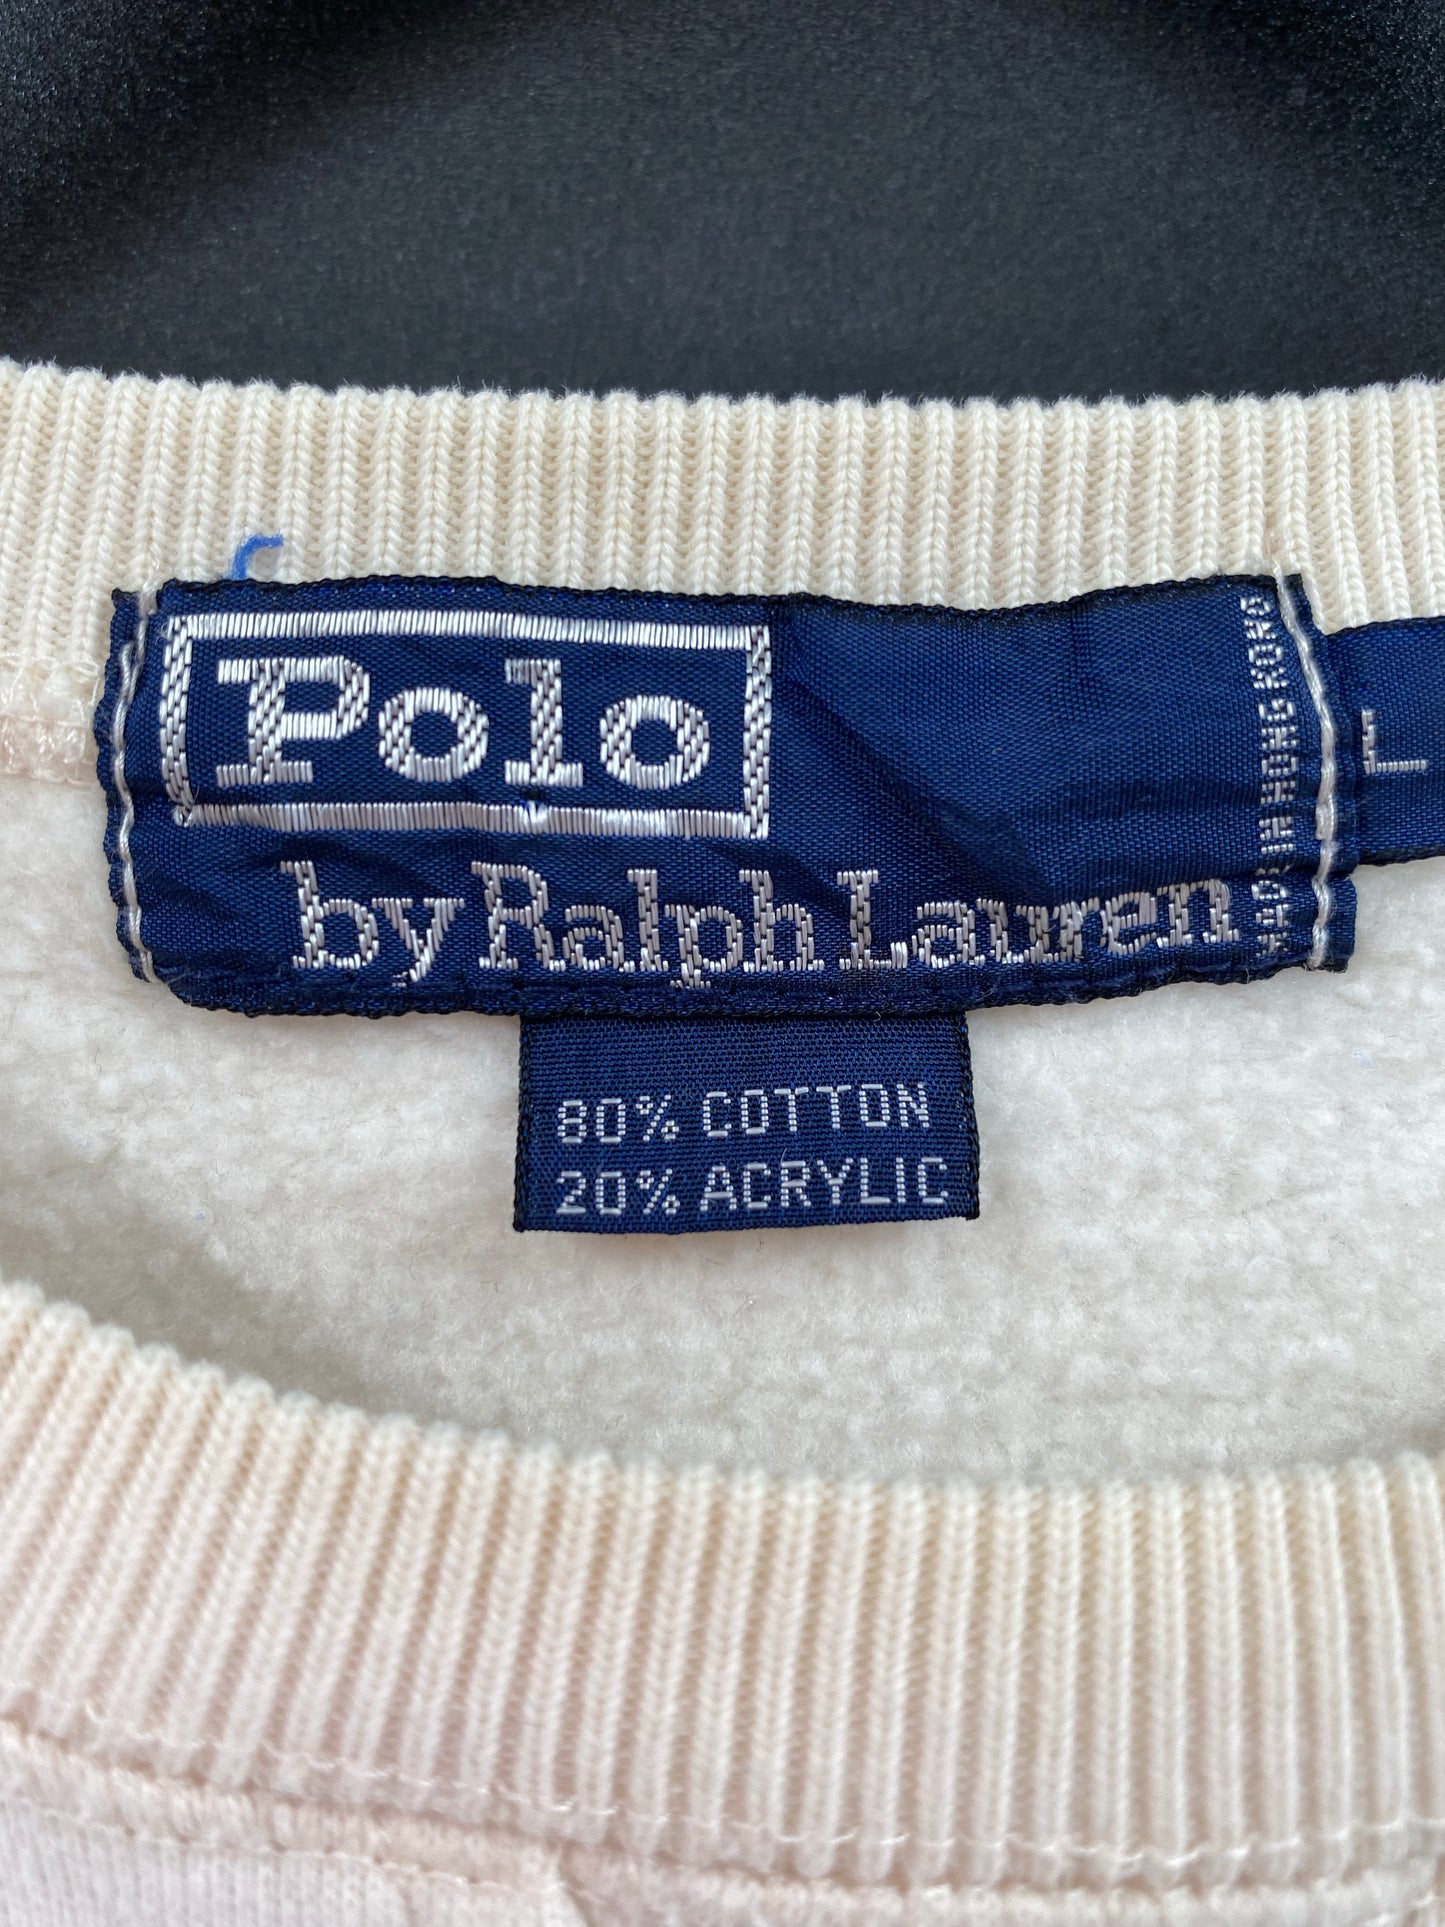 Polo
by Ralph Lauren
MADE IN HONG KONG
L
80% COTTON
20% ACRYLIC